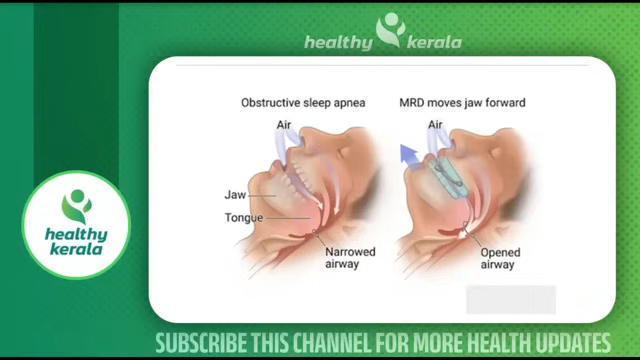 healthy kerala
Obstructive sleep apnea
Air
Jaw
Tongue
Narrowed
airway
MRD moves jaw forward
Air
Opened
airway
healthy
kerala
SUBSCRIBE THIS CHANNEL FOR MORE HEALTH UPDATES